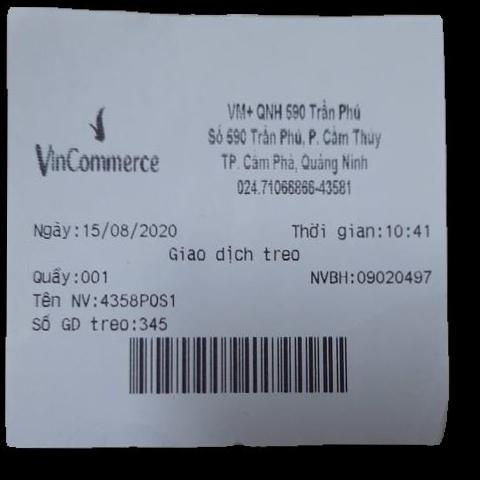 VinCommerce
VM+ QNH 590 Trần Phú
Số 590 Trần Phú, P. Cẩm Thủy
TP. Cẩm Phả, Quảng Ninh
024.71066866-43581
Ngày:15/08/2020 Thời gian:10:41
Giao dịch treo
Quầy:001 NVBH:09020497
Tên NV:4358POS1
Số GD treo:345